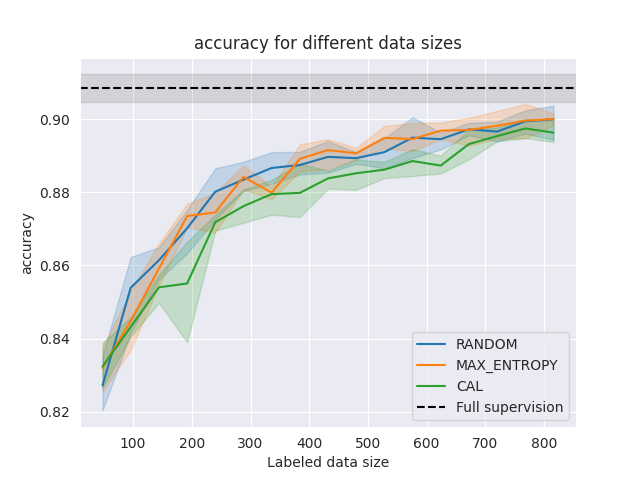 accuracy for different data sizes
accuracy
0.90
0.88
0.86
0.84
0.82
RANDOM
MAX_ENTROPY
CAL
Full supervision
100 200 300 400 500 600 700 800
Labeled data size